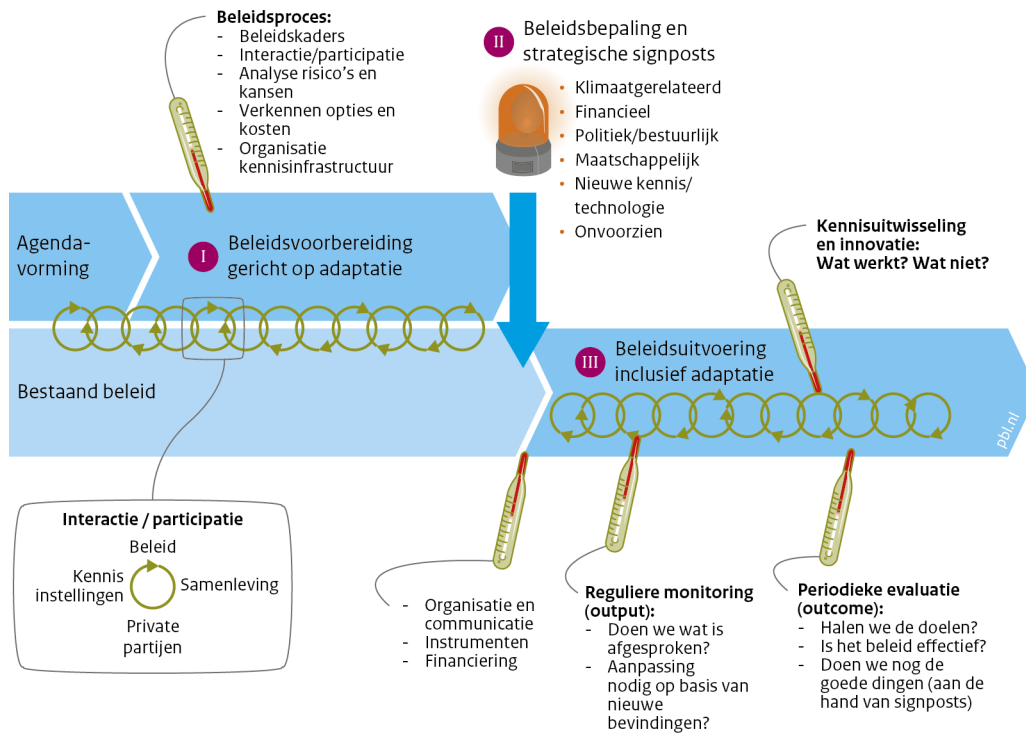 Beleidsproces:
- Beleidskaders
- Interactie/participatie
- Analyse risico's en
kansen
- Verkennen opties en
kosten
- Organisatie
kennisinfrastructuur
II
Beleidsbepaling en
strategische signposts
• Klimaatgerelateerd
• Financieel
• Politiek/bestuurlijk
• Maatschappelijk
• Nieuwe kennis/
technologie
• Onvoorzien
Agenda-
vorming
I
Beleidsvoorbereiding
gericht op adaptatie
Kennisuitwisseling
en innovatie:
Wat werkt? Wat niet?
Bestaand beleid
III
Beleidsuitvoering
inclusief adaptatie
pbl.nl
Interactie / participatie
Beleid
Kennis
instellingen
Samenleving
Private
partijen
- Organisatie en
communicatie
- Instrumenten
- Financiering
Reguliere monitoring
(output):
- Doen we wat is
afgesproken?
- Aanpassing
nodig op basis van
nieuwe
bevindingen?
Periodieke evaluatie
(outcome):
- Halen we de doelen?
- Is het beleid effectief?
- Doen we nog de
goede dingen (aan de
hand van signposts)